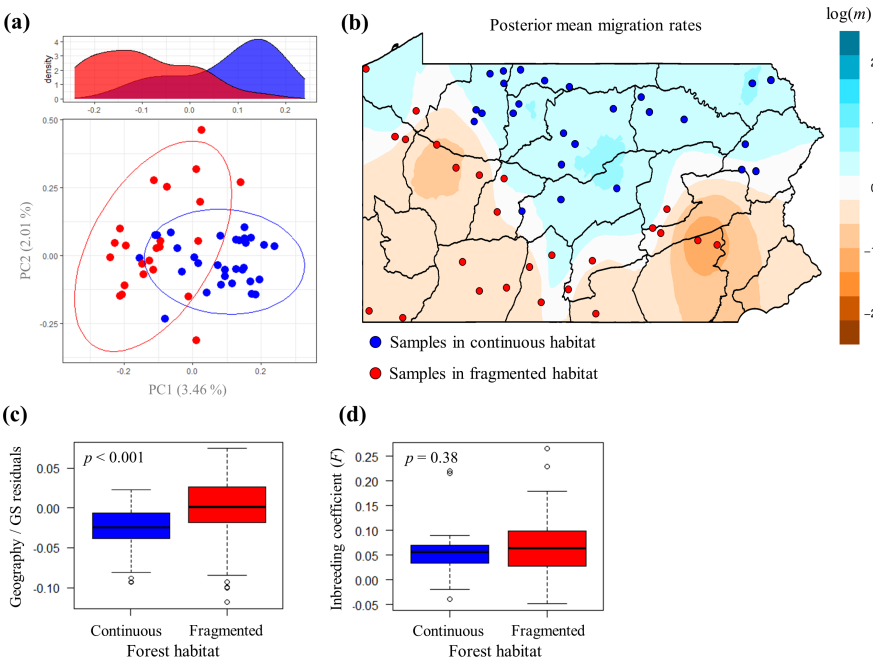 (a)
density
4
3
2
1
0
-0.2
-0.1
0.0
0.1
0.2
PC2 (2.01 %)
0.50
0.25
0.00
-0.25
-0.2
0.0
0.2
PC1 (3.46 %)
(b)
Posterior mean migration rates
log(m)
2
1
0
-1
-2
Samples in continuous habitat
Samples in fragmented habitat
(c)
p < 0.001
Geography / GS residuals
0.05
0.00
-0.05
-0.10
Continuous Fragmented
Forest habitat
(d)
p = 0.38
Inbreeding coefficient (F)
0.25
0.20
0.15
0.10
0.05
0.00
-0.05
Continuous Fragmented
Forest habitat